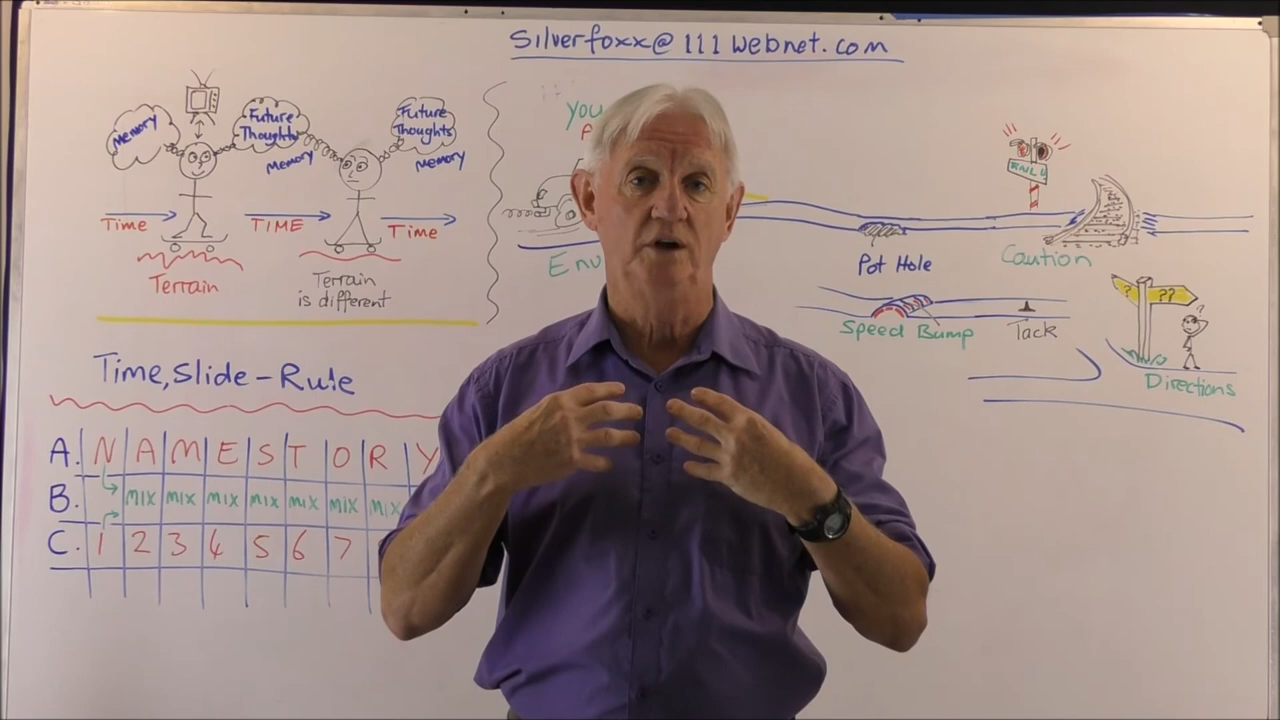 Silverfoxx@111webnet.com
Memory
Future
Thoughts
Memory
Future
Thoughts
Memory
Time
TIME
Time
Terrain
Terrain
is different
You
Env
Pot Hole
Caution
Speed Bump
Tack
?
??
?
Directions
Time, Slide-Rule
A. N A M E S T O R Y
B. mix mix mix mix mix mix mix
C. 1 2 3 4 5 6 7